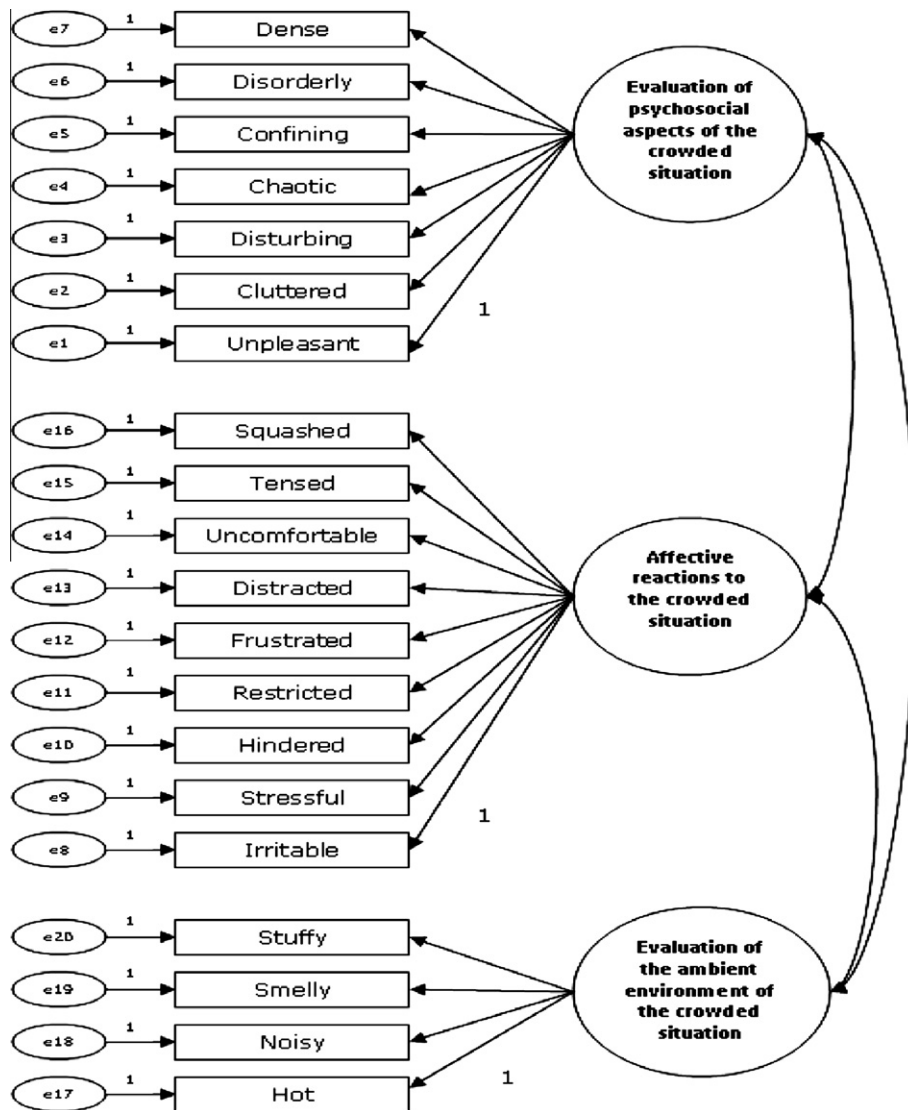 e7
1
Dense
e6
1
Disorderly
e5
1
Confining
e4
1
Chaotic
e3
1
Disturbing
e2
1
Cluttered
e1
1
Unpleasant
1
Evaluation of
psychosocial
aspects of the
crowded
situation
e16
1
Squashed
e15
1
Tensed
e14
1
Uncomfortable
e13
1
Distracted
e12
1
Frustrated
e11
1
Restricted
e10
1
Hindered
e9
1
Stressful
e8
1
Irritable
1
Affective
reactions to
the crowded
situation
e20
1
Stuffy
e19
1
Smelly
e18
1
Noisy
e17
1
Hot
1
Evaluation of
the ambient
environment of
the crowded
situation